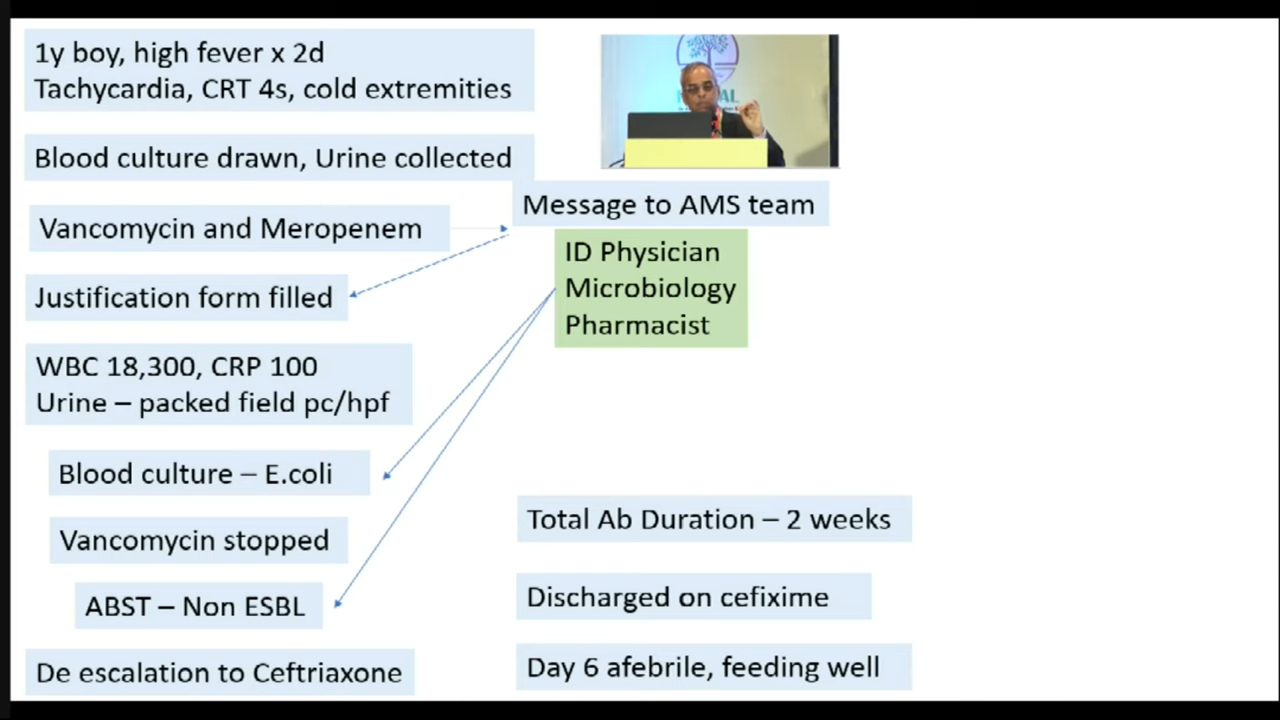 1y boy, high fever x 2d
Tachycardia, CRT 4s, cold extremities
Blood culture drawn, Urine collected
Vancomycin and Meropenem
Message to AMS team
ID Physician
Microbiology
Pharmacist
Justification form filled
WBC 18,300, CRP 100
Urine – packed field pc/hpf
Blood culture – E.coli
Vancomycin stopped
ABST – Non ESBL
De escalation to Ceftriaxone
Total Ab Duration – 2 weeks
Discharged on cefixime
Day 6 afebrile, feeding well